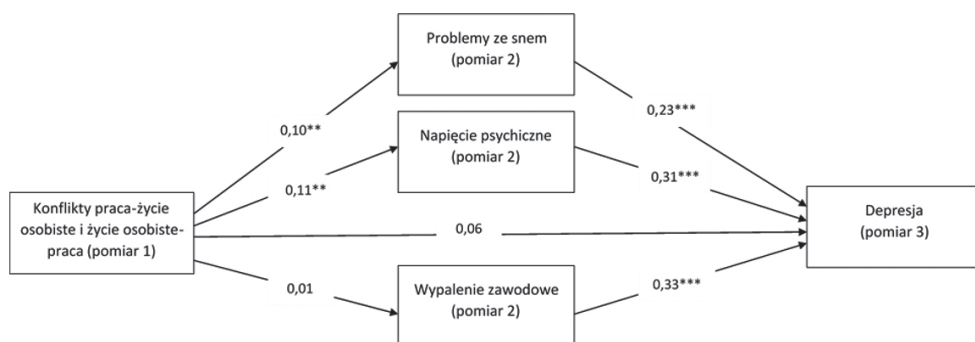 Problemy ze snem
(pomiar 2)
0,23***
0,10**
Napięcie psychiczne
(pomiar 2)
0,11**
0,31***
Konflikty praca-życie
osobiste i życie osobiste-
praca (pomiar 1)
Depresja
(pomiar 3)
0,06
0,01
Wypalenie zawodowe
(pomiar 2)
0,33***